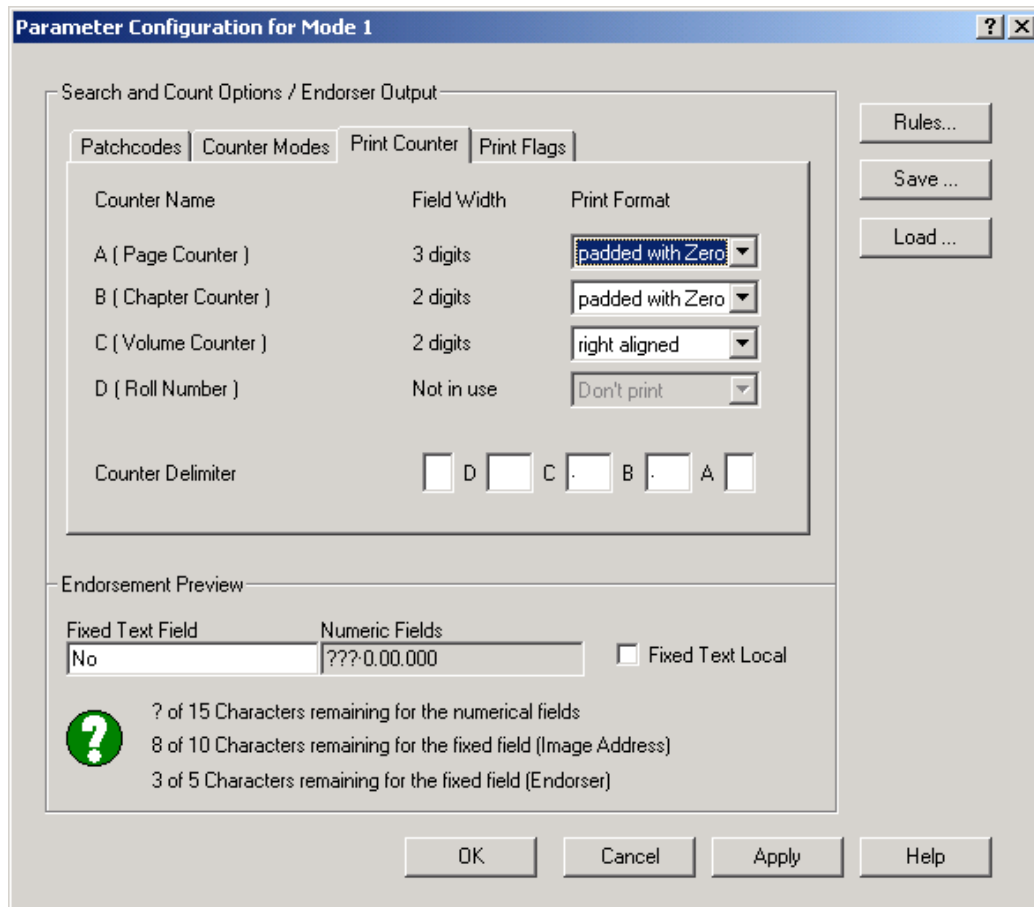 Parameter Configuration for Mode 1
Search and Count Options / Endorser Output
Rules...
Save ...
Load ...
Patchcodes Counter Modes Print Counter Print Flags
Counter Name Field Width Print Format
A ( Page Counter ) 3 digits padded with Zero
B ( Chapter Counter ) 2 digits padded with Zero
C ( Volume Counter ) 2 digits right aligned
D ( Roll Number ) Not in use Don't print
Counter Delimiter D C . B . A
Endorsement Preview
Fixed Text Field Numeric Fields
No ???·0.00.000 Fixed Text Local
? of 15 Characters remaining for the numerical fields
8 of 10 Characters remaining for the fixed field (Image Address)
3 of 5 Characters remaining for the fixed field (Endorser)
OK Cancel Apply Help